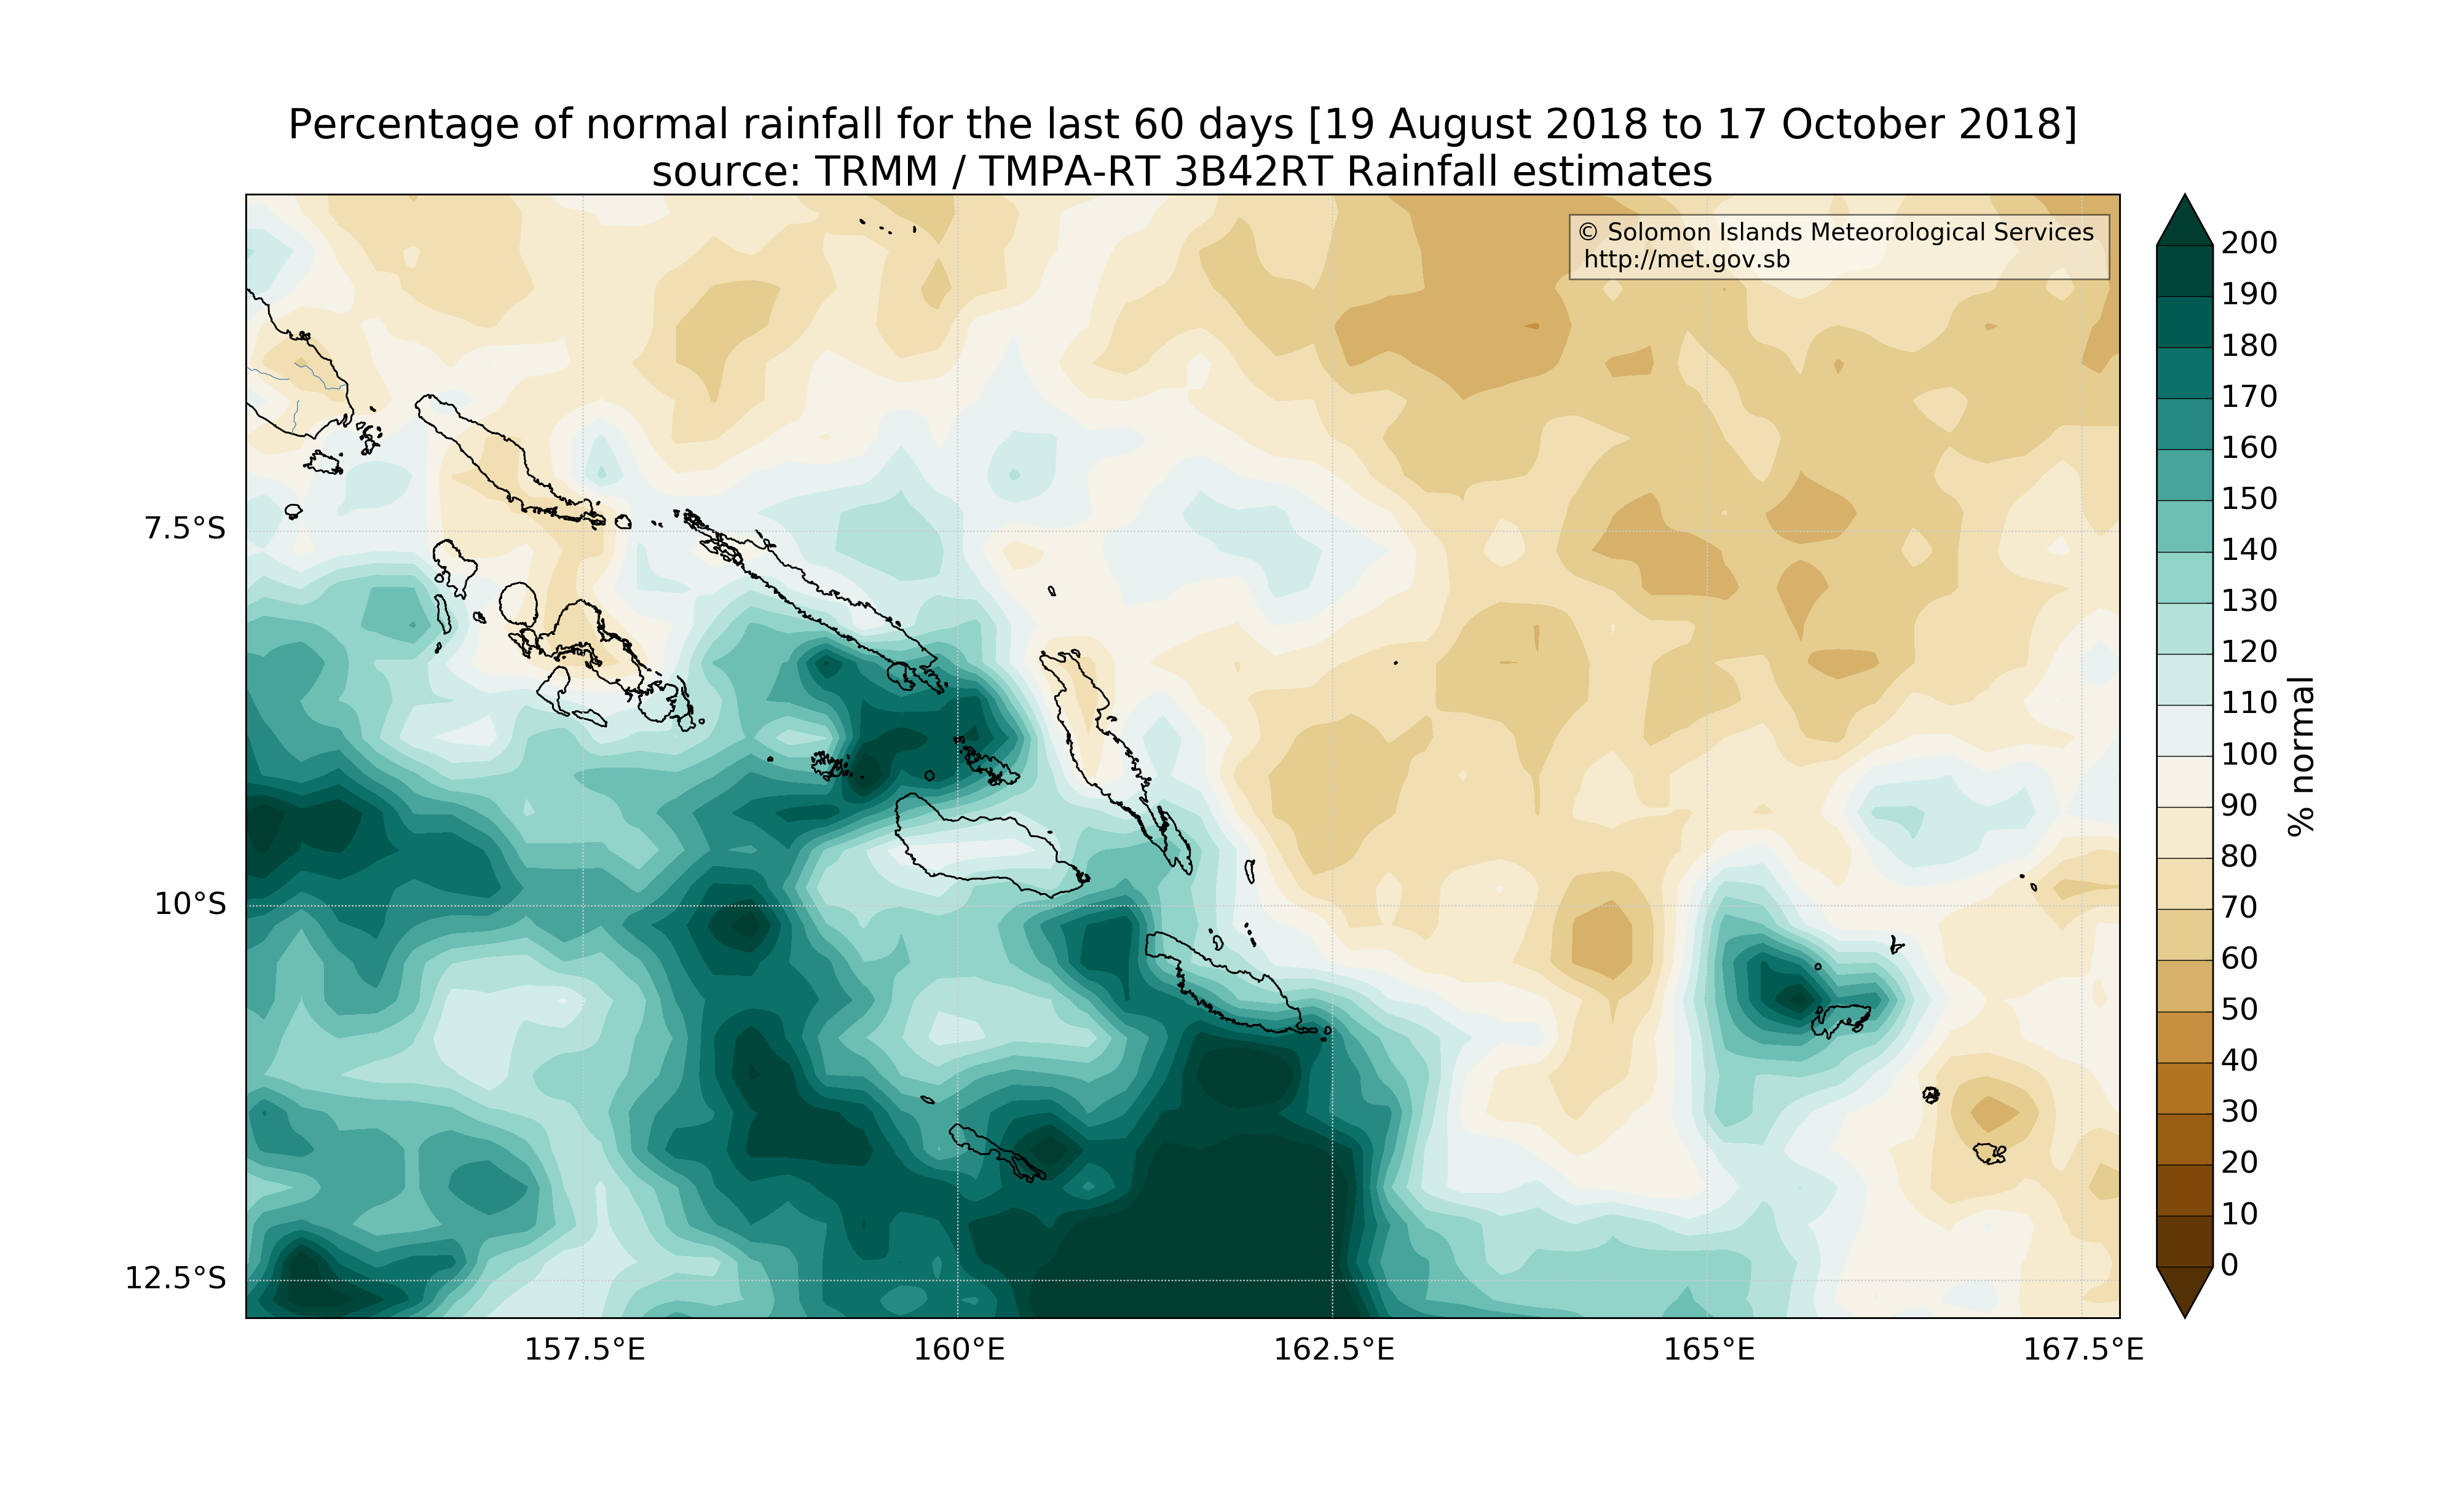 Percentage of normal rainfall for the last 60 days [19 August 2018 to 17 October 2018]
source: TRMM / TMPA-RT 3B42RT Rainfall estimates
© Solomon Islands Meteorological Services
http://met.gov.sb
7.5°S
10°S
12.5°S
157.5°E
160°E
162.5°E
165°E
167.5°E
200
190
180
170
160
150
140
130
120
110
100
90
80
70
60
50
40
30
20
10
0
% normal